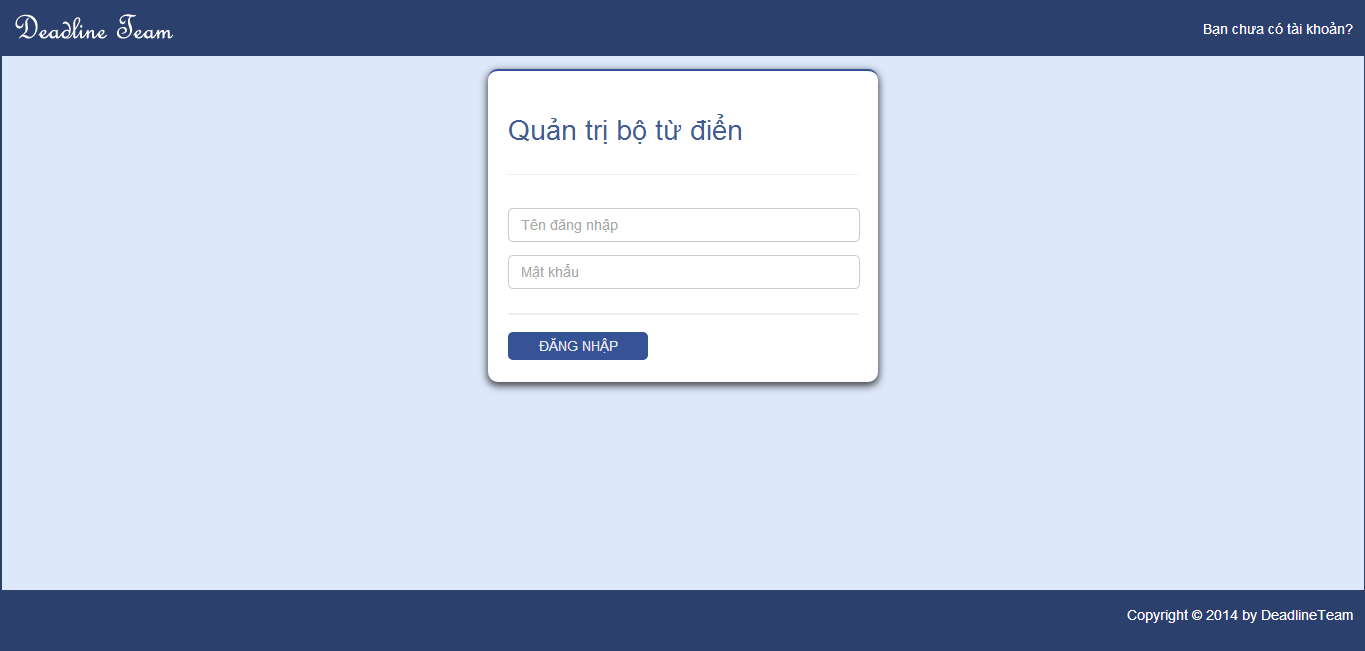 Deadline Team
Bạn chưa có tài khoản?
Quản trị bộ từ điển
Tên đăng nhập
Mật khẩu
ĐĂNG NHẬP
Copyright © 2014 by DeadlineTeam